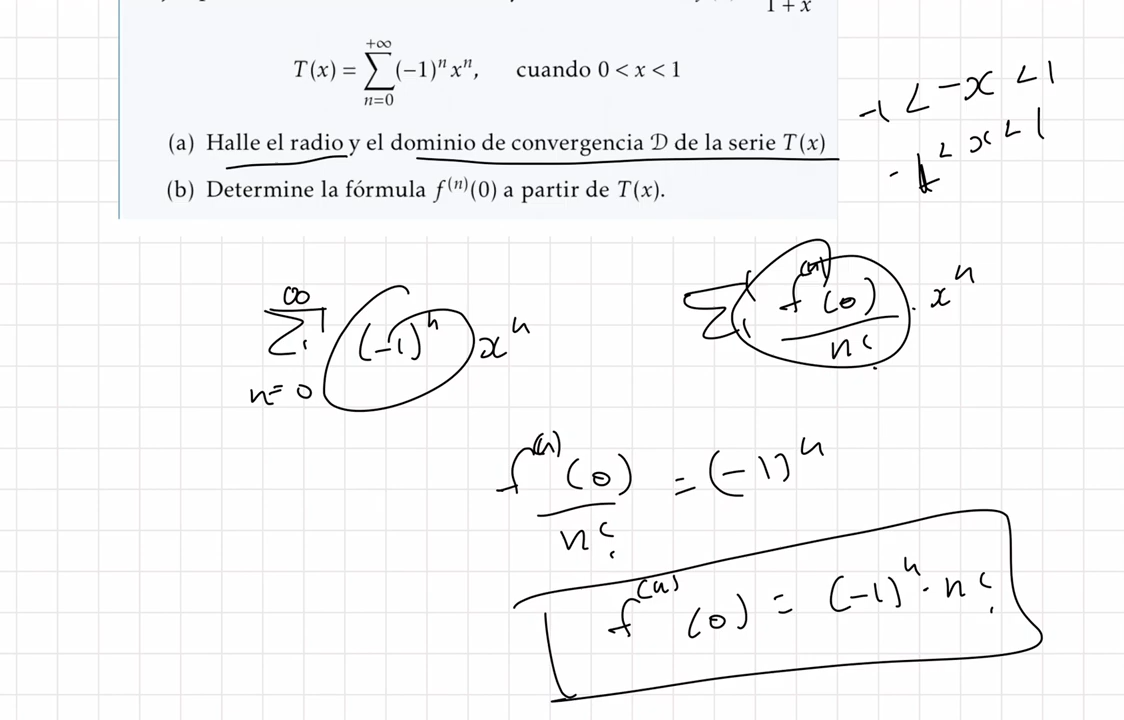 1 + x
T(x) = ∑_{n=0}^{+∞} (−1)^n x^n, cuando 0 < x < 1
(a) Halle el radio y el dominio de convergencia D de la serie T(x)
(b) Determine la fórmula f^{(n)}(0) a partir de T(x).
-1 < -x < 1
-1 < x < 1
∑_{n=0}^{∞} (-1)^n x^n
∑ f^{(n)}(0)/n! · x^n
f^{(n)}(0)/n! = (-1)^n
f^{(n)}(0) = (-1)^n · n!